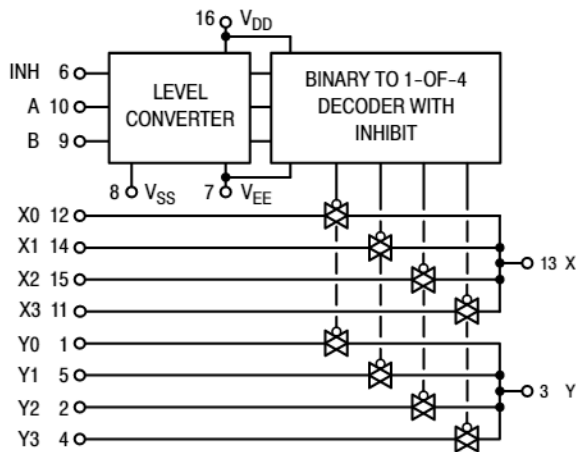 16 VDD
INH 6
A 10
B 9
LEVEL
CONVERTER
BINARY TO 1-OF-4
DECODER WITH
INHIBIT
8 VSS
7 VEE
X0 12
X1 14
X2 15
X3 11
13 X
Y0 1
Y1 5
Y2 2
Y3 4
3 Y